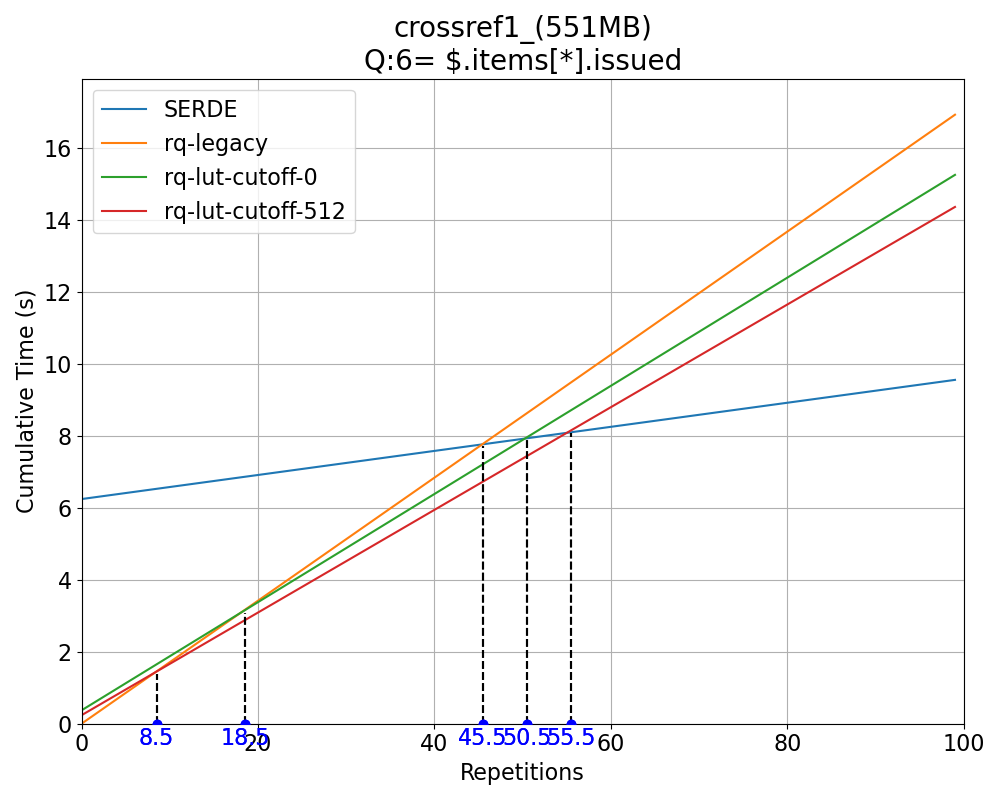 crossref1_(551MB)
Q:6= $.items[*].issued
SERDE
rq-legacy
rq-lut-cutoff-0
rq-lut-cutoff-512
Cumulative Time (s)
16
14
12
10
8
6
4
2
0
8.5 18.5 45.5 50.5 55.5
0 20 40 60 80 100
Repetitions